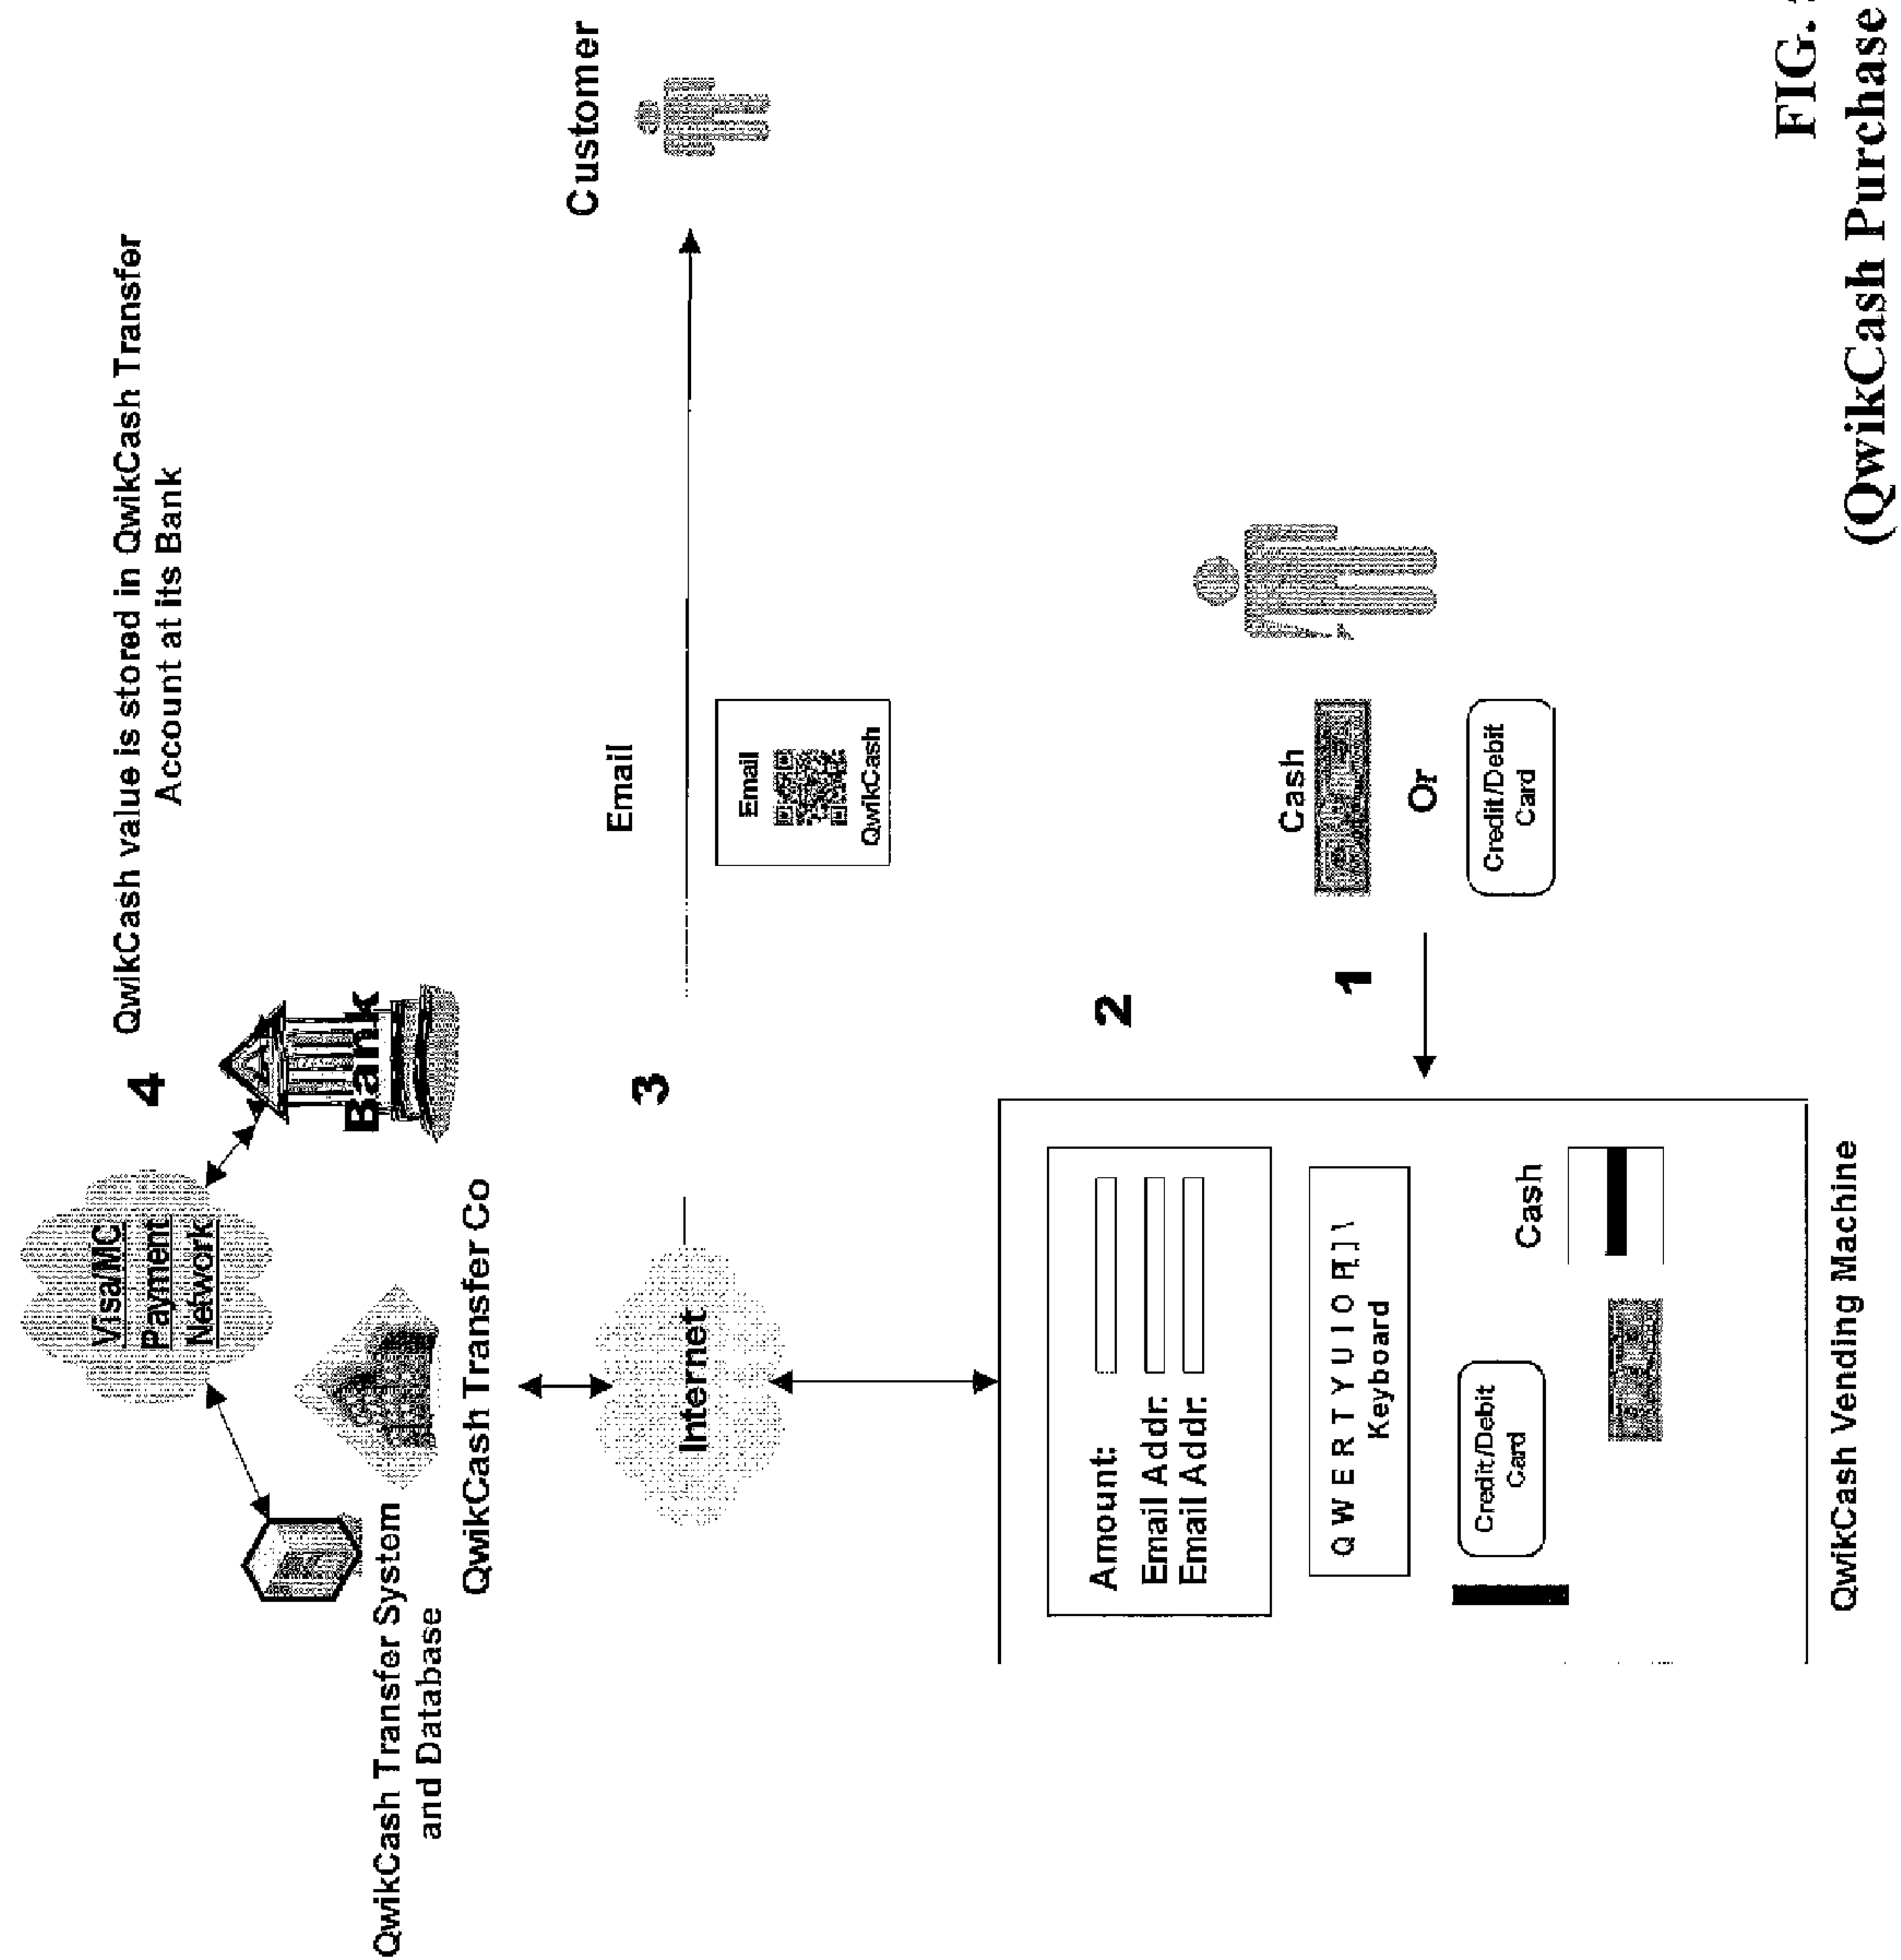 QwikCash value is stored in QwikCash Transfer
Account at its Bank
4
Visa/MC
Payment
Network
Bank
QwikCash Transfer System
and Database
QwikCash Transfer Co
3
Internet
Email
Customer
Email
QwikCash
2
1
Cash
Or
Credit/Debit
Card
Amount:
Email Addr.
Email Addr.
Q W E R T Y U I O P [ ] \
Keyboard
Credit/Debit
Card
Cash
QwikCash Vending Machine
FIG.
(QwikCash Purchase